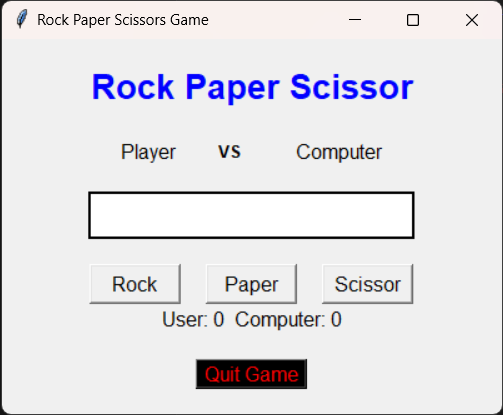 Rock Paper Scissors Game
Rock Paper Scissor
Player vs Computer
Rock Paper Scissor
User: 0 Computer: 0
Quit Game